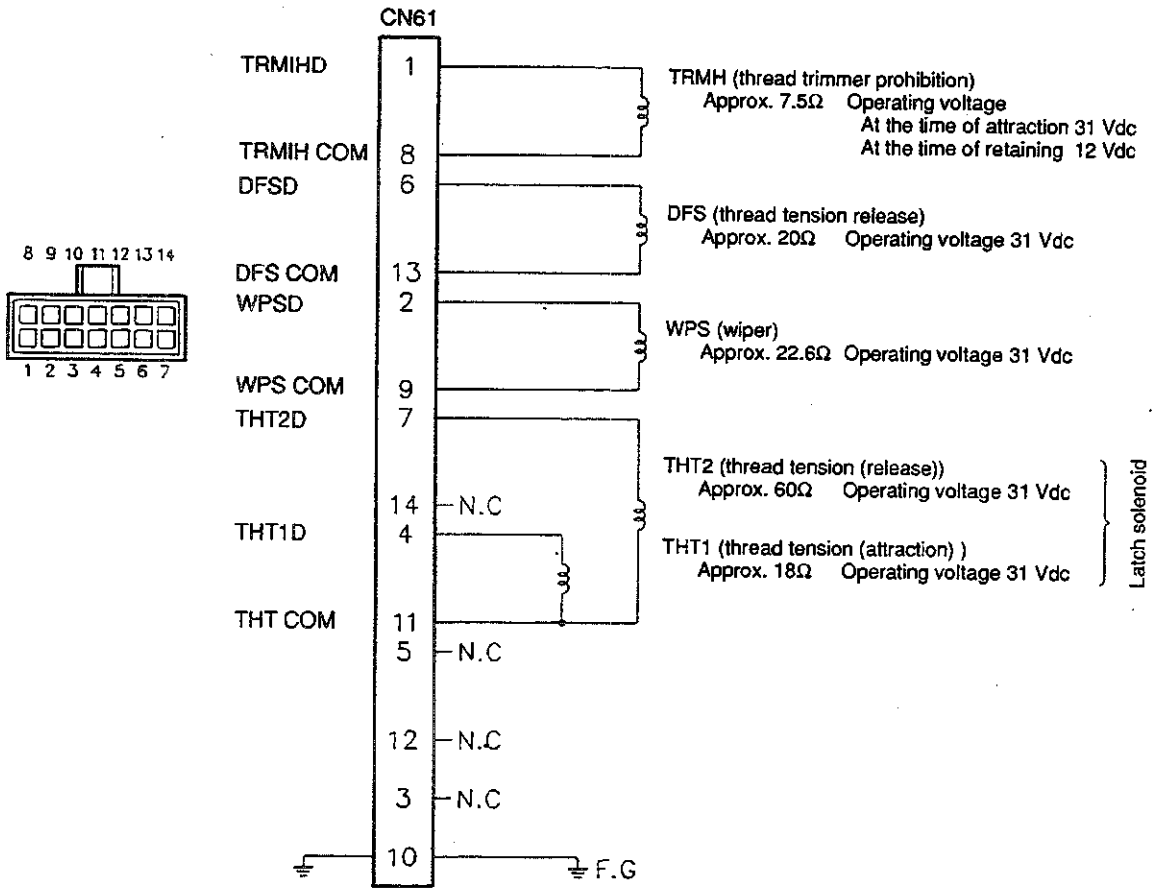 CN61
TRMIHD 1
TRMH (thread trimmer prohibition)
Approx. 7.5Ω Operating voltage
At the time of attraction 31 Vdc
At the time of retaining 12 Vdc
TRMIH COM 8
DFSD 6
DFS (thread tension release)
Approx. 20Ω Operating voltage 31 Vdc
DFS COM 13
WPSD 2
WPS (wiper)
Approx. 22.6Ω Operating voltage 31 Vdc
WPS COM 9
THT2D 7
THT2 (thread tension (release))
Approx. 60Ω Operating voltage 31 Vdc
14 N.C
THT1D 4
THT1 (thread tension (attraction) )
Approx. 18Ω Operating voltage 31 Vdc
Latch solenoid
THT COM 11
5 N.C
12 N.C
3 N.C
10 F.G
8 9 10 11 12 13 14
1 2 3 4 5 6 7